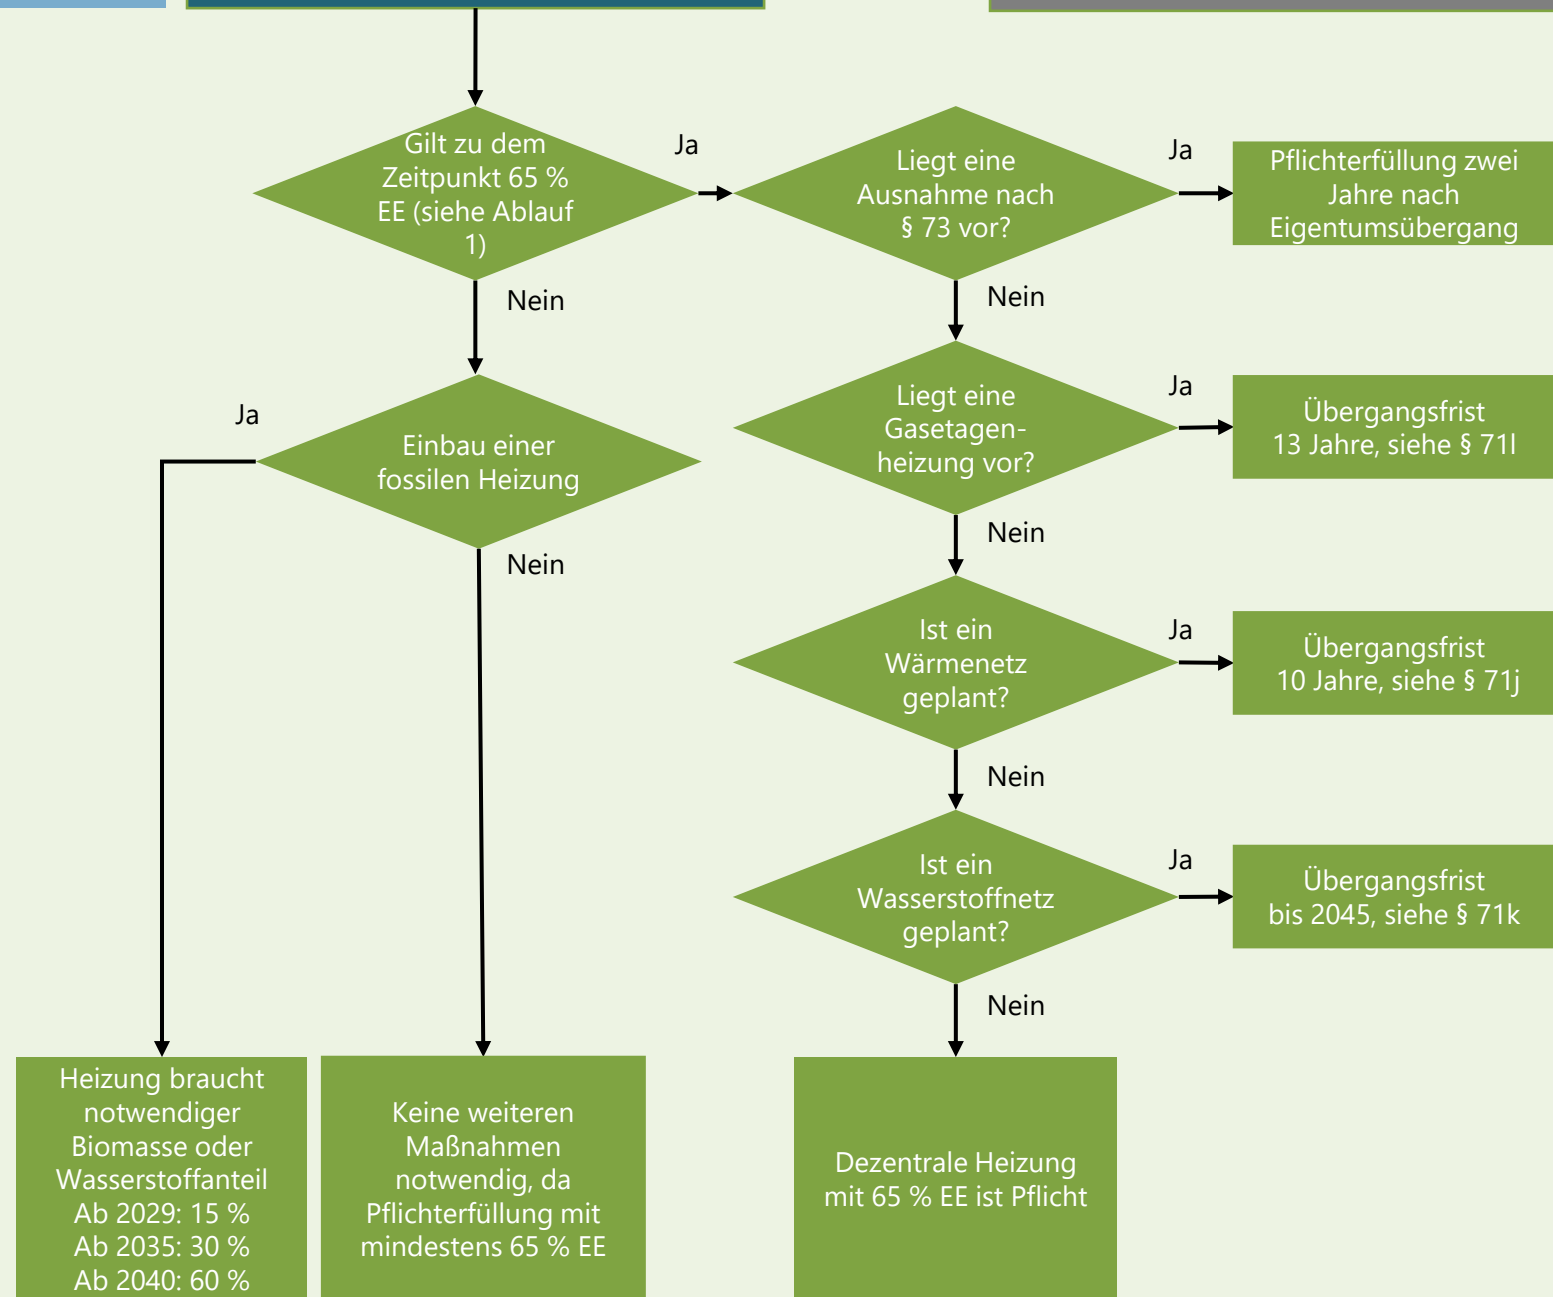 Gilt zu dem
Zeitpunkt 65 %
EE (siehe Ablauf
1)
Ja
Liegt eine
Ausnahme nach
§ 73 vor?
Ja
Pflichterfüllung zwei
Jahre nach
Eigentumsübergang
Nein
Nein
Ja
Einbau einer
fossilen Heizung
Liegt eine
Gasetagen-
heizung vor?
Ja
Übergangsfrist
13 Jahre, siehe § 71l
Nein
Nein
Ist ein
Wärmenetz
geplant?
Ja
Übergangsfrist
10 Jahre, siehe § 71j
Nein
Ist ein
Wasserstoffnetz
geplant?
Ja
Übergangsfrist
bis 2045, siehe § 71k
Nein
Heizung braucht
notwendiger
Biomasse oder
Wasserstoffanteil
Ab 2029: 15 %
Ab 2035: 30 %
Ab 2040: 60 %
Keine weiteren
Maßnahmen
notwendig, da
Pflichterfüllung mit
mindestens 65 % EE
Dezentrale Heizung
mit 65 % EE ist Pflicht